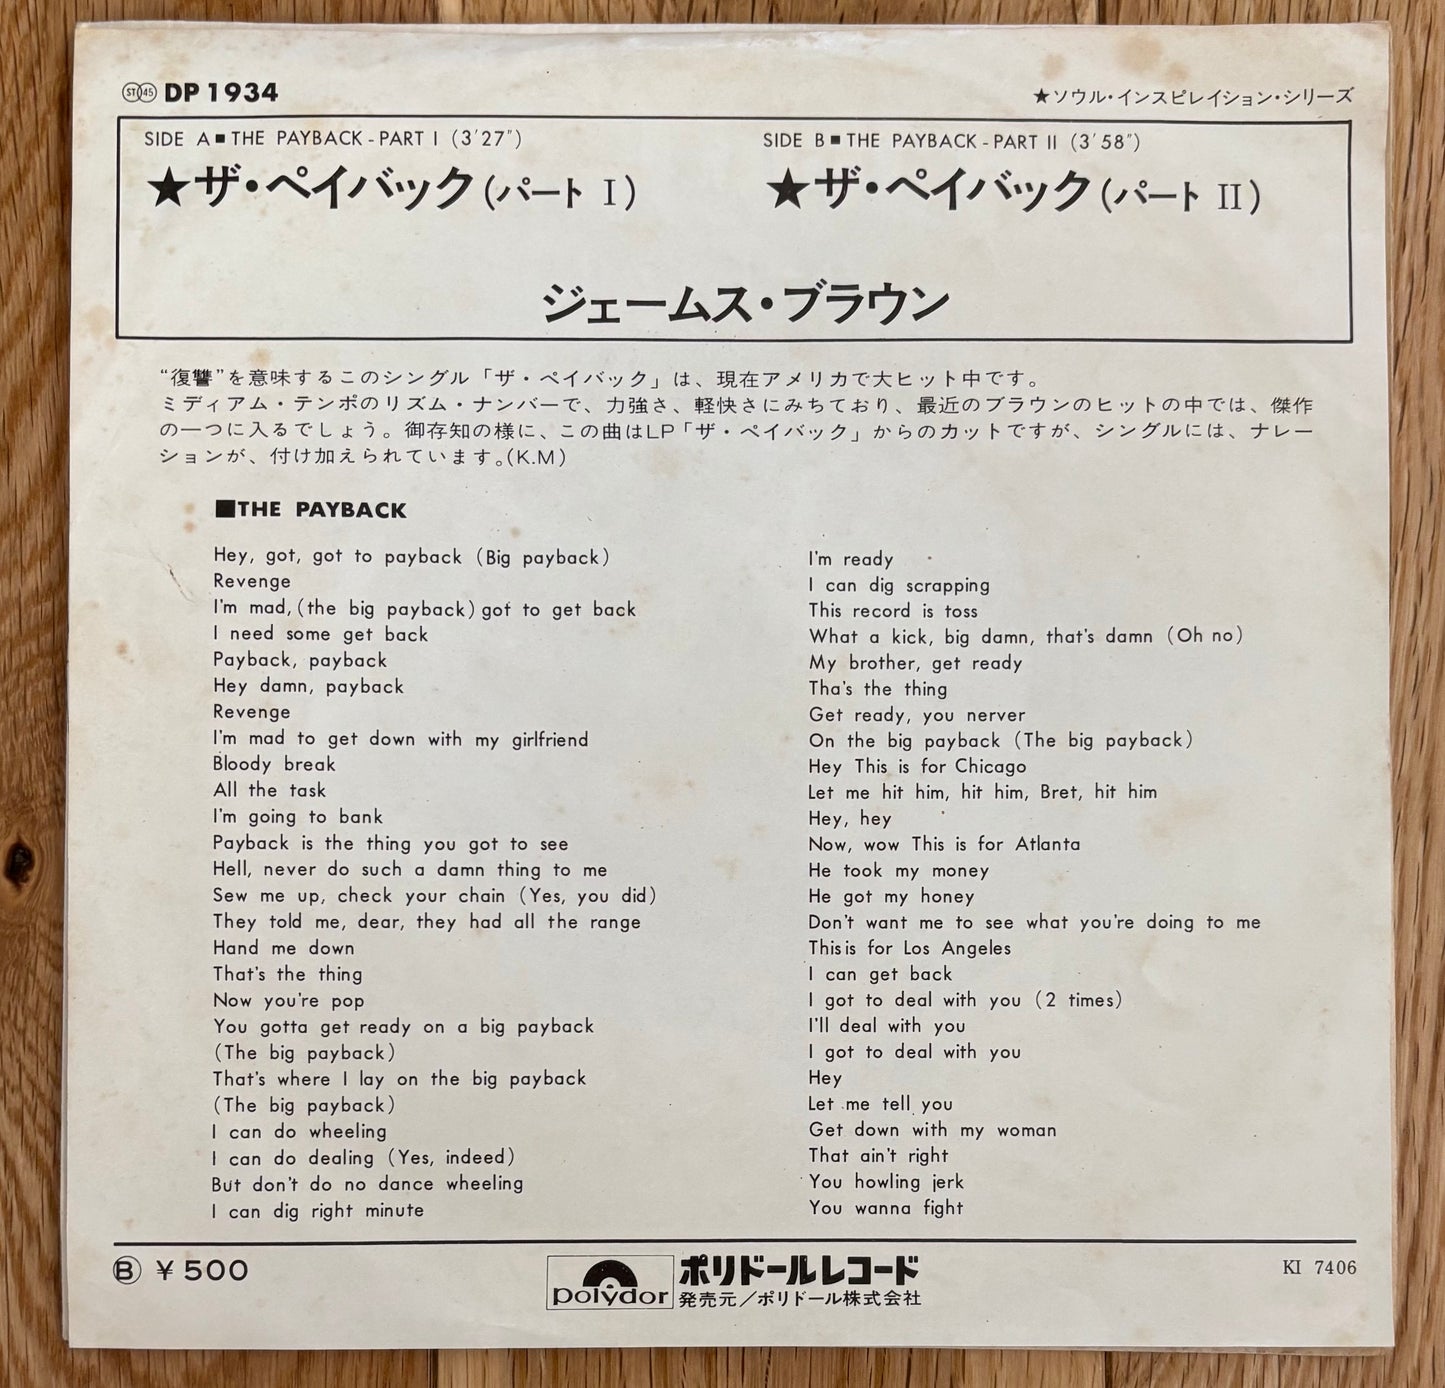 ST 45 DP 1934
★ソウル・インスピレイション・シリーズ
SIDE A■THE PAYBACK-PART I (3′27″)
★ザ・ペイバック(パート I)
SIDE B■THE PAYBACK-PART II (3′58″)
★ザ・ペイバック(パート II)
ジェームス・ブラウン
“復讐”を意味するこのシングル「ザ・ペイバック」は、現在アメリカで大ヒット中です。
ミディアム・テンポのリズム・ナンバーで、力強さ、軽快さにみちており、最近のブラウンのヒットの中では、傑作
の一つに入るでしょう。御存知の様に、この曲はLP「ザ・ペイバック」からのカットですが、シングルには、ナレー
ションが、付け加えられています。(K.M)
■THE PAYBACK
Hey, got, got to payback (Big payback)
Revenge
I'm mad, (the big payback) got to get back
I need some get back
Payback, payback
Hey damn, payback
Revenge
I'm mad to get down with my girlfriend
Bloody break
All the task
I'm going to bank
Payback is the thing you got to see
Hell, never do such a damn thing to me
Sew me up, check your chain (Yes, you did)
They told me, dear, they had all the range
Hand me down
That's the thing
Now you're pop
You gotta get ready on a big payback
(The big payback)
That's where I lay on the big payback
(The big payback)
I can do wheeling
I can do dealing (Yes, indeed)
But don't do no dance wheeling
I can dig right minute
I'm ready
I can dig scrapping
This record is toss
What a kick, big damn, that's damn (Oh no)
My brother, get ready
Tha's the thing
Get ready, you nerver
On the big payback (The big payback)
Hey This is for Chicago
Let me hit him, hit him, Bret, hit him
Hey, hey
Now, wow This is for Atlanta
He took my money
He got my honey
Don't want me to see what you're doing to me
This is for Los Angeles
I can get back
I got to deal with you (2 times)
I'll deal with you
I got to deal with you
Hey
Let me tell you
Get down with my woman
That ain't right
You howling jerk
You wanna fight
Ⓑ ¥500
polydor
ポリドールレコード
発売元／ポリドール株式会社
KI 7406